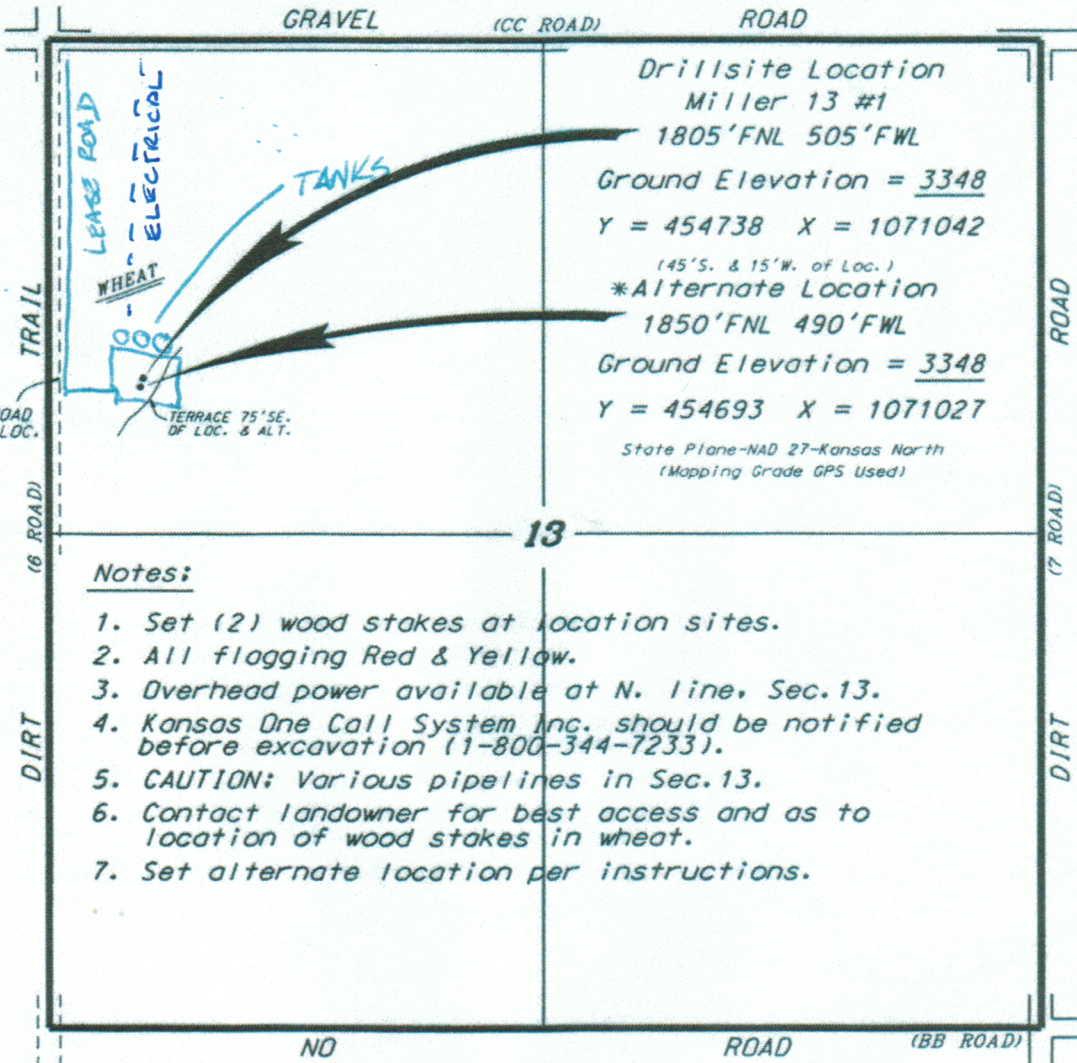 GRAVEL (CC ROAD) ROAD
Drillsite Location
Miller 13 #1
1805'FNL 505'FWL
Ground Elevation = 3348
Y = 454738 X = 1071042
(45'S. & 15'W. of Loc.)
*Alternate Location
1850'FNL 490'FWL
Ground Elevation = 3348
Y = 454693 X = 1071027
State Plane-NAD 27-Kansas North
(Mapping Grade GPS Used)
LEASE ROAD
ELECTRICAL
TANKS
WHEAT
TERRACE 75'SE.
OF LOC. & ALT.
TRAIL
OAD
LOC.
(6 ROAD)
DIRT
ROAD
(7 ROAD)
DIRT
13
Notes:
1. Set (2) wood stakes at location sites.
2. All flagging Red & Yellow.
3. Overhead power available at N. line, Sec.13.
4. Kansas One Call System Inc. should be notified
before excavation (1-800-344-7233).
5. CAUTION: Various pipelines in Sec.13.
6. Contact landowner for best access and as to
location of wood stakes in wheat.
7. Set alternate location per instructions.
NO ROAD (BB ROAD)